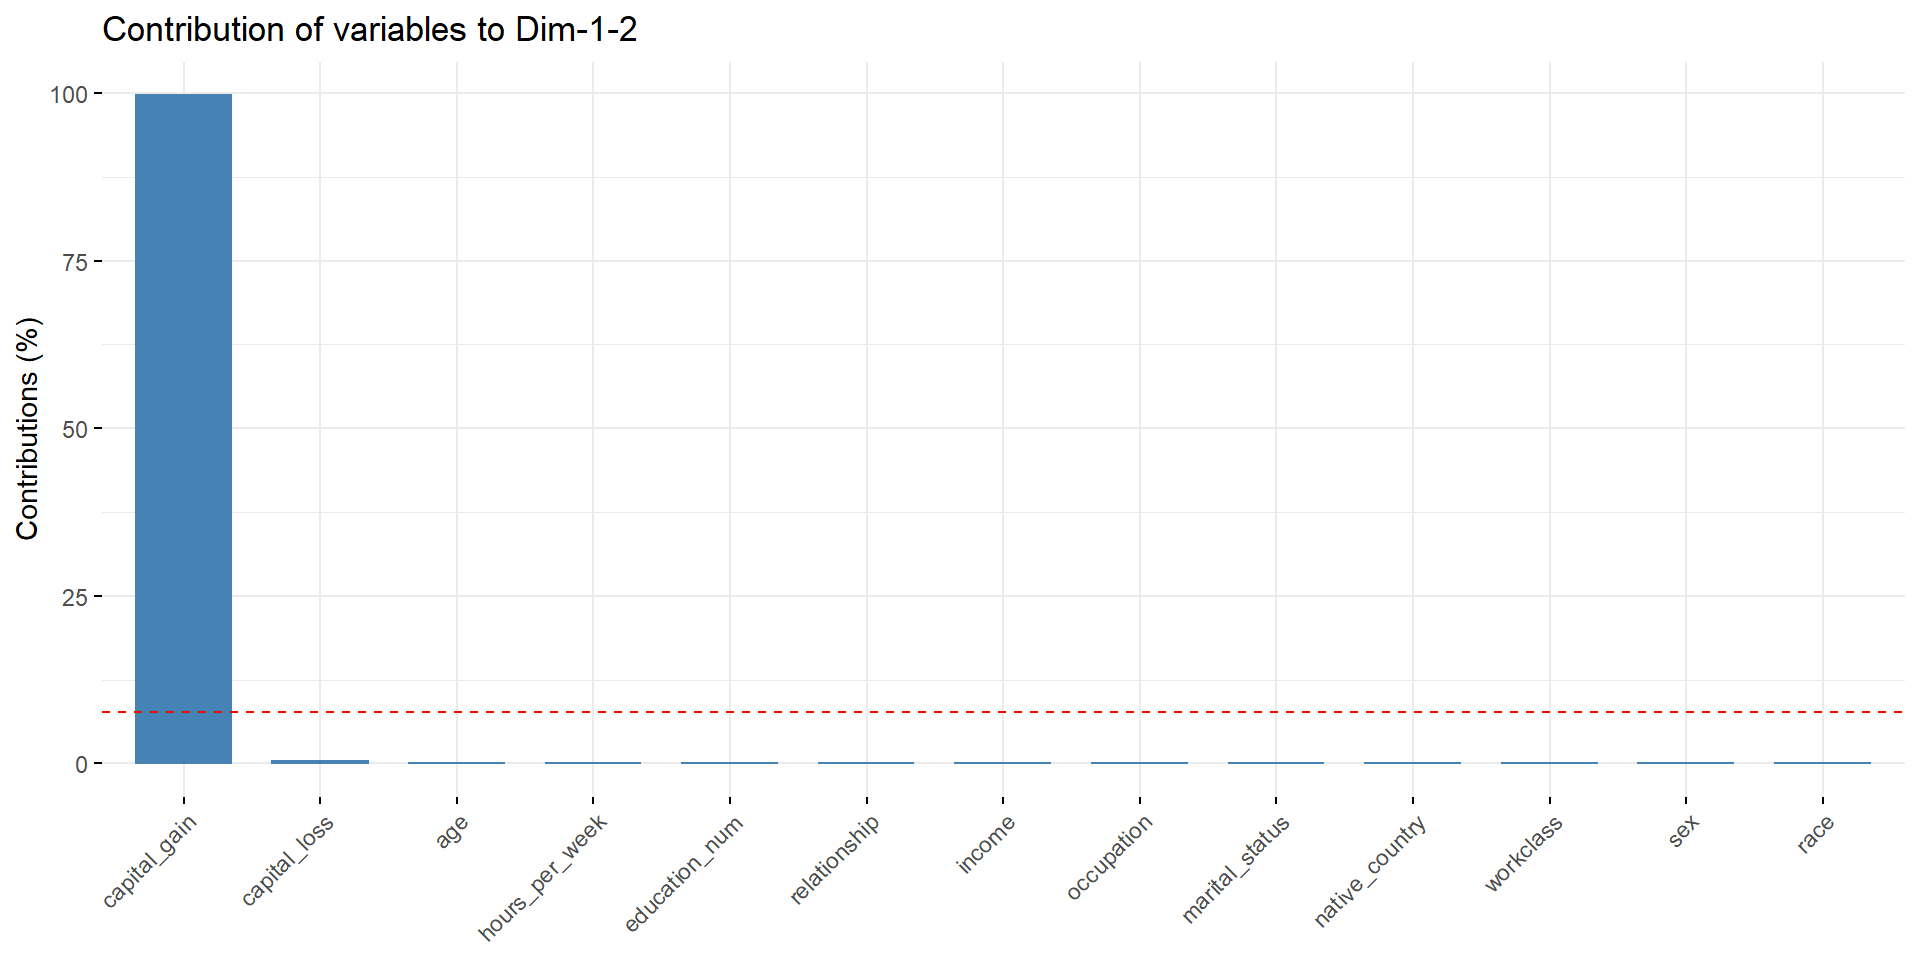 Contribution of variables to Dim-1-2
Contributions (%)
100
75
50
25
0
capital_gain
capital_loss
age
hours_per_week
education_num
relationship
income
occupation
marital_status
native_country
workclass
sex
race